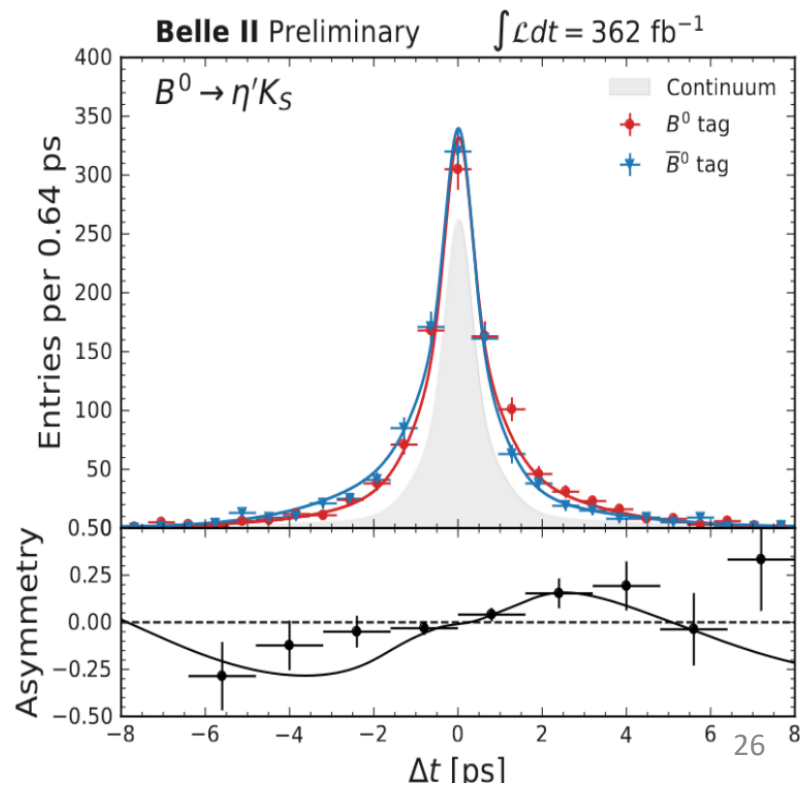 Belle II Preliminary ∫ℒdt = 362 fb⁻¹
400
B⁰ → η′K_S
Continuum
B⁰ tag
B̅⁰ tag
350
300
250
200
150
100
50
Entries per 0.64 ps
0.50
0.25
0.00
−0.25
−0.50
Asymmetry
−8 −6 −4 −2 0 2 4 6 8
Δt [ps]
26